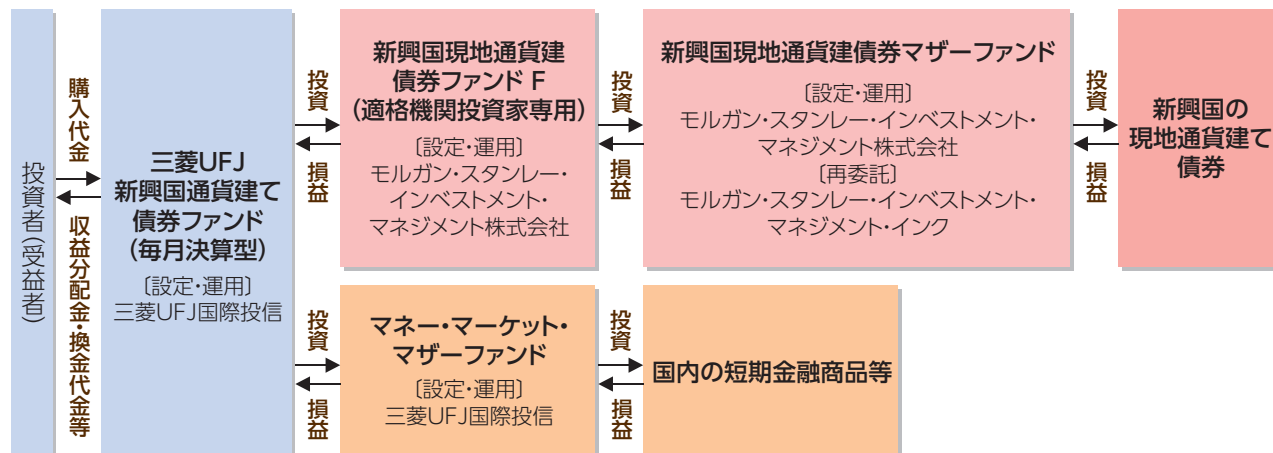 投資者(受益者)
購入代金
収益分配金・換金代金等
三菱UFJ
新興国通貨建て
債券ファンド
(毎月決算型)
〔設定・運用〕
三菱UFJ国際投信
投資
損益
新興国現地通貨建
債券ファンド F
(適格機関投資家専用)
〔設定・運用〕
モルガン・スタンレー・
インベストメント・
マネジメント株式会社
投資
損益
新興国現地通貨建債券マザーファンド
〔設定・運用〕
モルガン・スタンレー・インベストメント・
マネジメント株式会社
〔再委託〕
モルガン・スタンレー・インベストメント・
マネジメント・インク
投資
損益
新興国の
現地通貨建て
債券
投資
損益
マネー・マーケット・
マザーファンド
〔設定・運用〕
三菱UFJ国際投信
投資
損益
国内の短期金融商品等